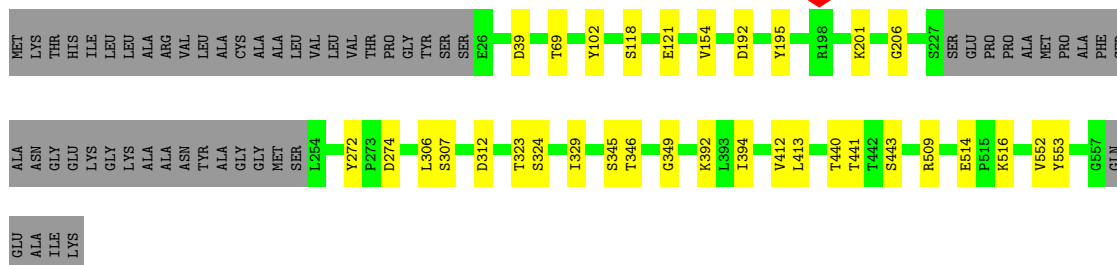 MET LYS THR HIS ILE LEU LEU ALA ARG VAL LEU ALA CYS ALA ALA LEU VAL LEU VAL THR PRO GLY TYR SER SER E26 D39 T69 Y102 S118 E121 V154 D192 Y195 R198 K201 G206 S227 SER GLU PRO PRO ALA MET PRO ALA PHE
ALA ASN GLY GLU LYS GLY LYS ALA ALA ASN TYR ALA GLY GLY MET SER L254 Y272 P273 D274 L306 S307 D312 T323 S324 I329 S345 T346 G349 K392 L393 I394 V412 L413 T440 T441 T442 S443 R509 E514 P515 K516 V552 Y553 G557 GLN
GLU ALA ILE LYS